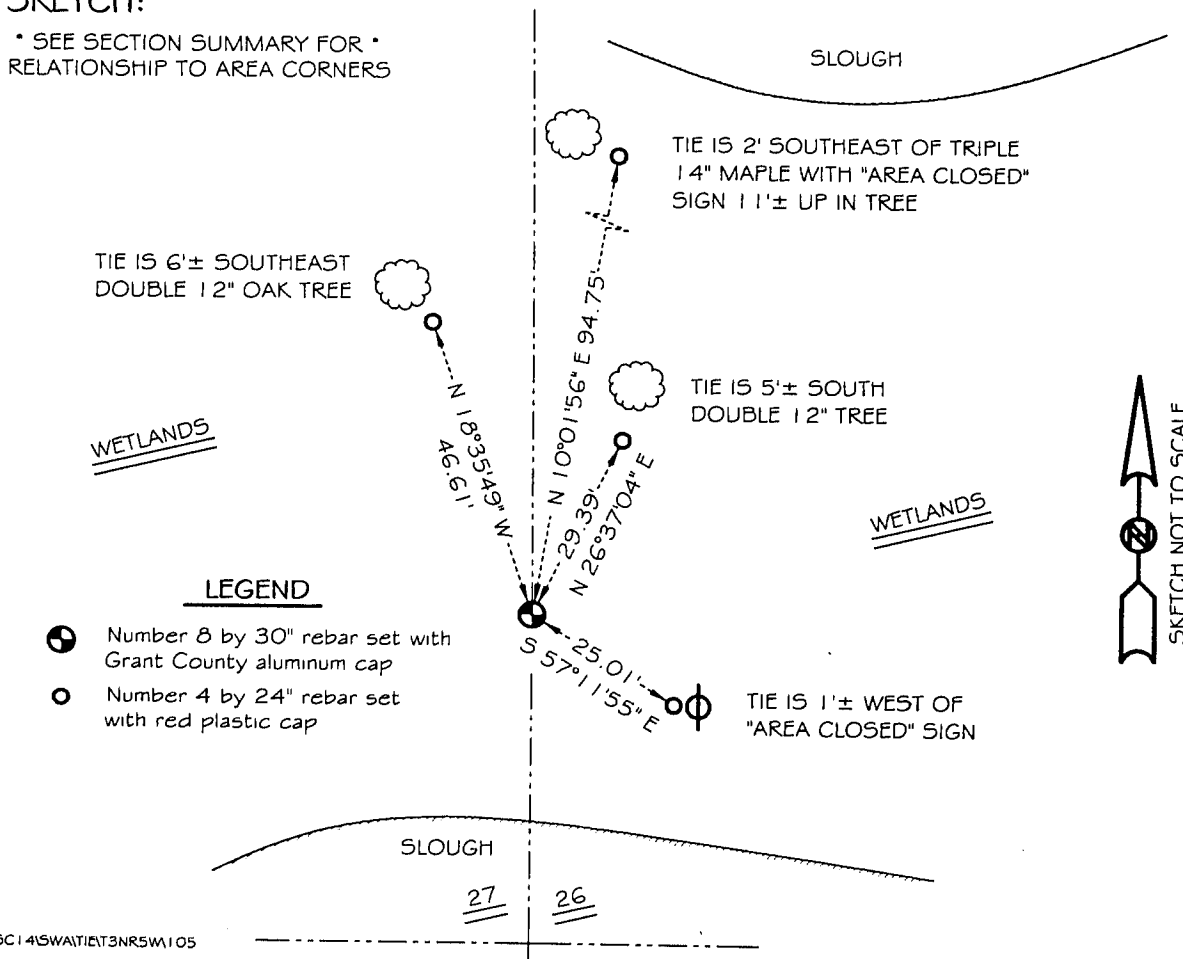 SKETCH:
* SEE SECTION SUMMARY FOR *
RELATIONSHIP TO AREA CORNERS
SLOUGH
TIE IS 2' SOUTHEAST OF TRIPLE
14" MAPLE WITH "AREA CLOSED"
SIGN 11'± UP IN TREE
TIE IS 6'± SOUTHEAST
DOUBLE 12" OAK TREE
N 10°01'56" E 94.75'
TIE IS 5'± SOUTH
DOUBLE 12" TREE
N 18°35'49" W
46.61'
WETLANDS
29.39'
N 26°37'04" E
WETLANDS
N
SKETCH NOT TO SCALE
LEGEND
Number 8 by 30" rebar set with
Grant County aluminum cap
Number 4 by 24" rebar set
with red plastic cap
25.01'
S 57°11'55" E
TIE IS 1'± WEST OF
"AREA CLOSED" SIGN
SLOUGH
27
26
GC14\SWA\TIE\T3NR5W\105